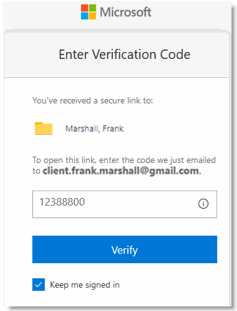 Microsoft
Enter Verification Code
You've received a secure link to:
Marshall, Frank
To open this link, enter the code we just emailed
to client.frank.marshall@gmail.com.
12388800
Verify
Keep me signed in